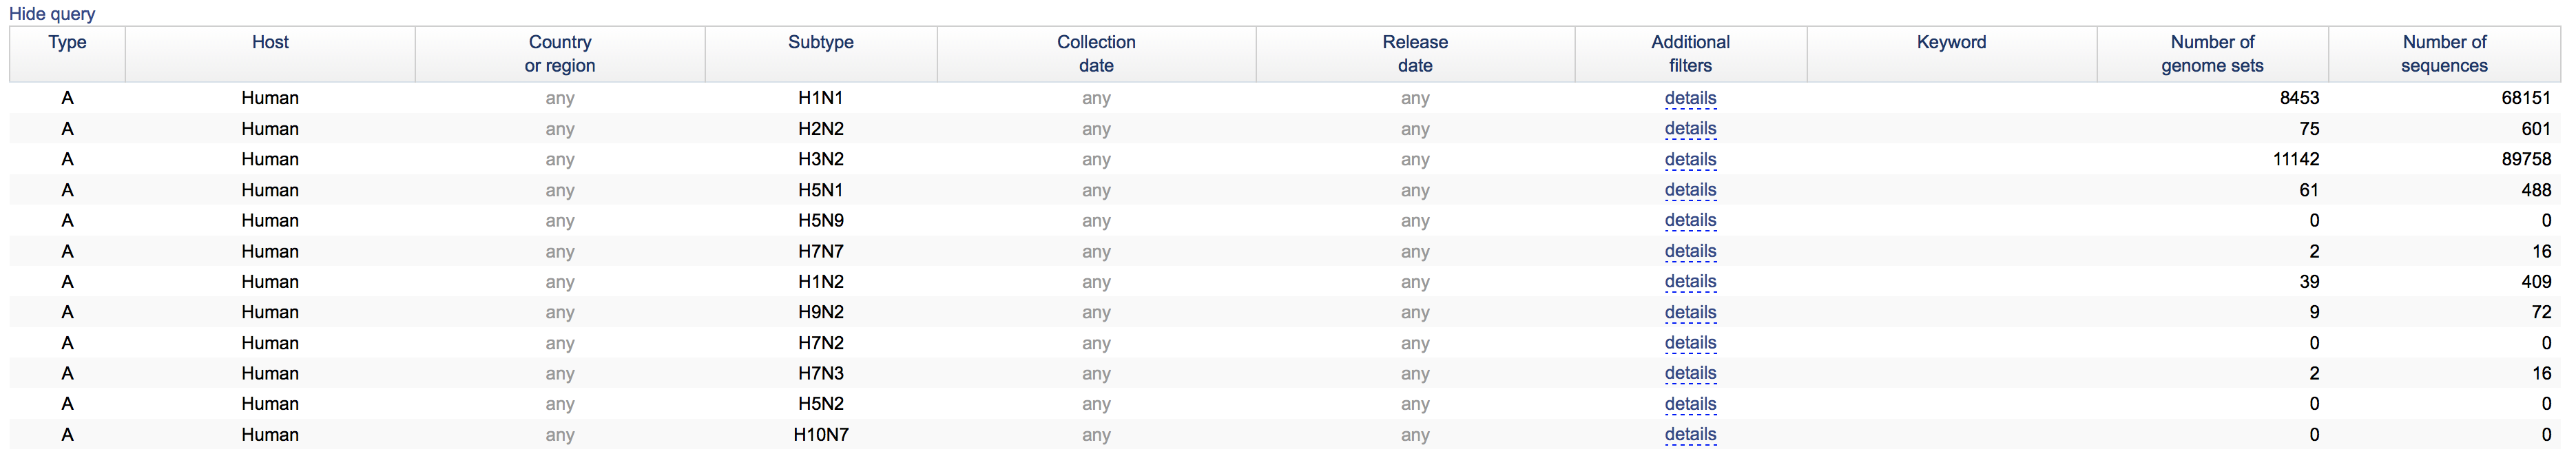 Hide query
Type Host Country or region Subtype Collection date Release date Additional filters Keyword Number of genome sets Number of sequences
A Human any H1N1 any any details 8453 68151
A Human any H2N2 any any details 75 601
A Human any H3N2 any any details 11142 89758
A Human any H5N1 any any details 61 488
A Human any H5N9 any any details 0 0
A Human any H7N7 any any details 2 16
A Human any H1N2 any any details 39 409
A Human any H9N2 any any details 9 72
A Human any H7N2 any any details 0 0
A Human any H7N3 any any details 2 16
A Human any H5N2 any any details 0 0
A Human any H10N7 any any details 0 0